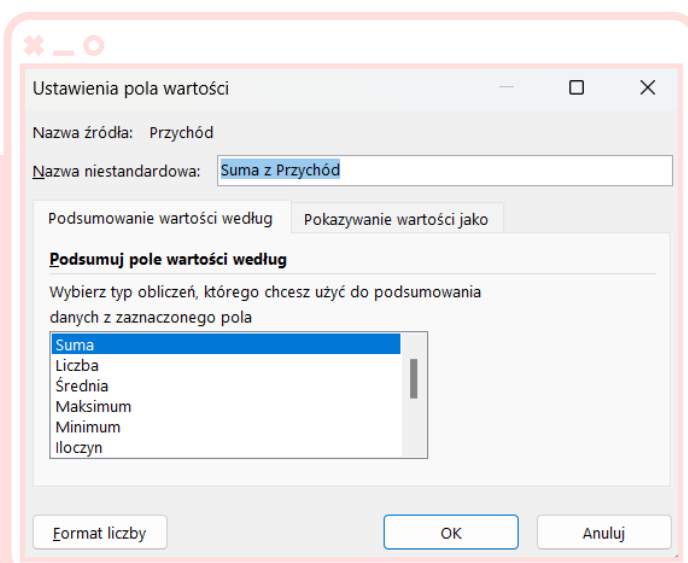 Ustawienia pola wartości
Nazwa źródła: Przychód
Nazwa niestandardowa: Suma z Przychód
Podsumowanie wartości według Pokazywanie wartości jako
Podsumuj pole wartości według
Wybierz typ obliczeń, którego chcesz użyć do podsumowania
danych z zaznaczonego pola
Suma
Liczba
Średnia
Maksimum
Minimum
Iloczyn
Format liczby OK Anuluj